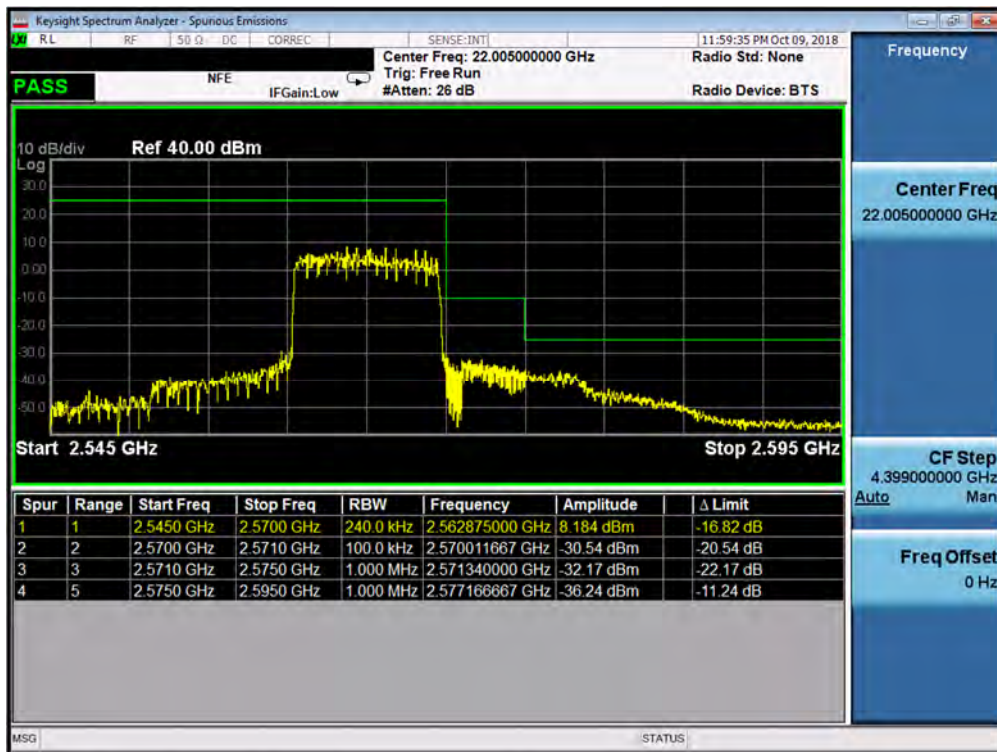 Keysight Spectrum Analyzer - Spurious Emissions
LXI RL RF 50 Ω DC CORREC SENSE:INT 11:59:35 PM Oct 09, 2018
Center Freq: 22.005000000 GHz Radio Std: None
NFE Trig: Free Run
PASS IFGain:Low #Atten: 26 dB Radio Device: BTS
Frequency
10 dB/div Ref 40.00 dBm
Log
30.0
20.0
10.0
0.00
-10.0
-20.0
-30.0
-40.0
-50.0
Start 2.545 GHz Stop 2.595 GHz
Center Freq
22.005000000 GHz
CF Step
4.399000000 GHz
Auto Man
Freq Offset
0 Hz
Spur Range Start Freq Stop Freq RBW Frequency Amplitude Δ Limit
1 1 2.5450 GHz 2.5700 GHz 240.0 kHz 2.562875000 GHz 8.184 dBm -16.82 dB
2 2 2.5700 GHz 2.5710 GHz 100.0 kHz 2.570011667 GHz -30.54 dBm -20.54 dB
3 3 2.5710 GHz 2.5750 GHz 1.000 MHz 2.571340000 GHz -32.17 dBm -22.17 dB
4 5 2.5750 GHz 2.5950 GHz 1.000 MHz 2.577166667 GHz -36.24 dBm -11.24 dB
MSG STATUS